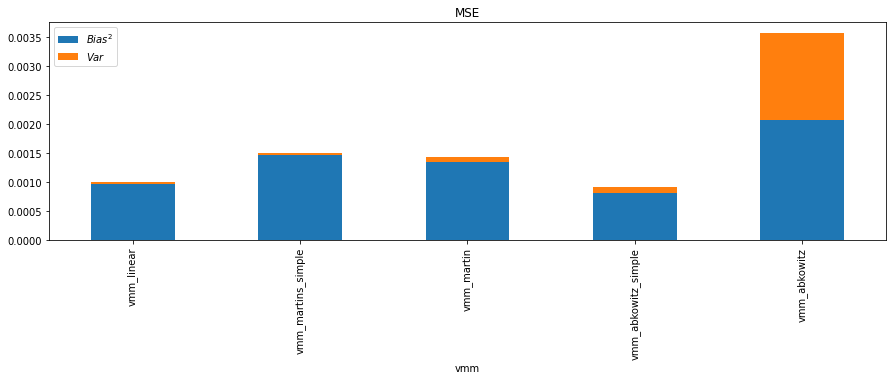 MSE
Bias²
Var
0.0035
0.0030
0.0025
0.0020
0.0015
0.0010
0.0005
0.0000
vmm_linear
vmm_martins_simple
vmm_martin
vmm_abkowitz_simple
vmm_abkowitz
vmm